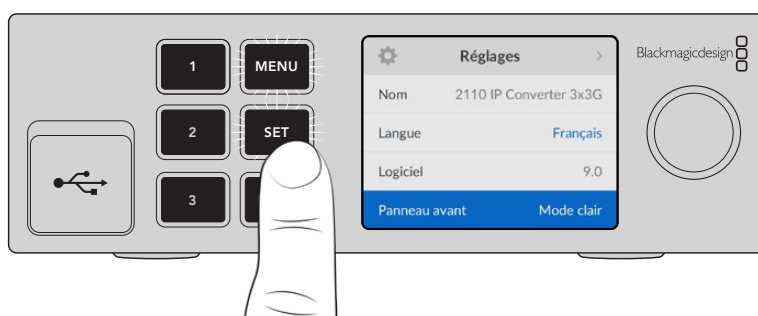 1
MENU
2
SET
3
Réglages
Nom 2110 IP Converter 3x3G
Langue Français
Logiciel 9.0
Panneau avant Mode clair
Blackmagicdesign